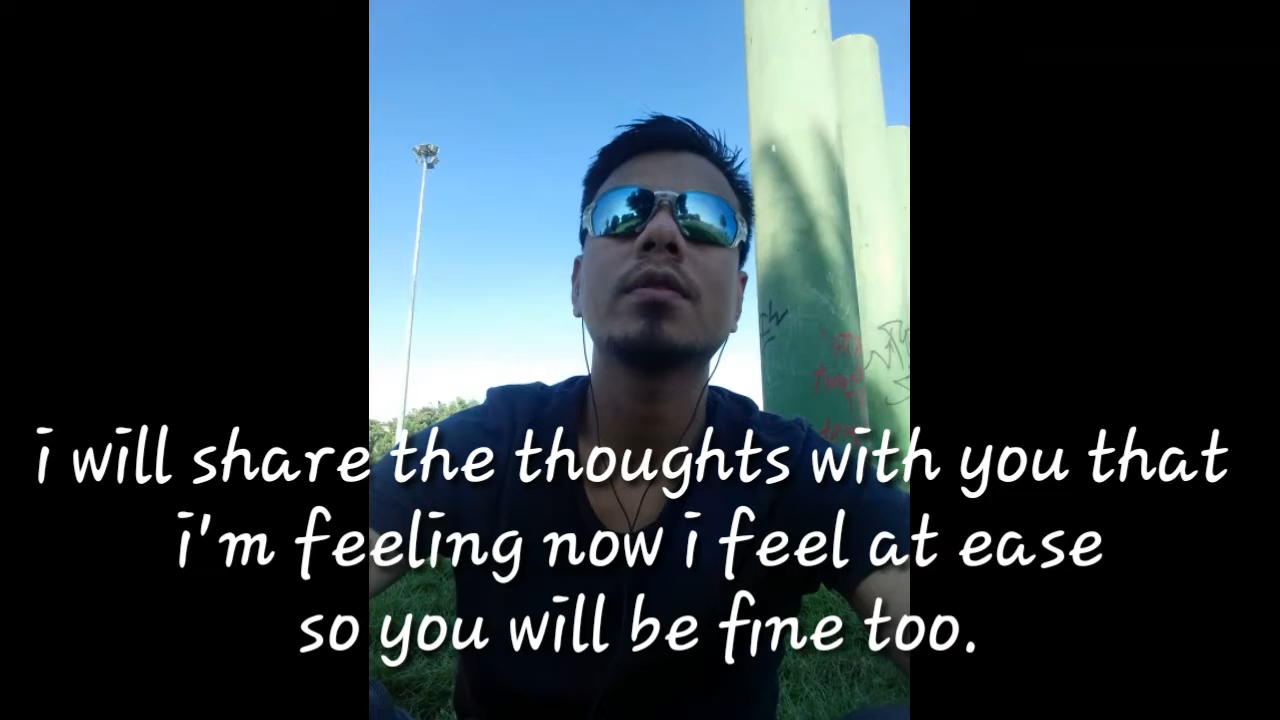 i will share the thoughts with you that
i'm feeling now i feel at ease
so you will be fine too.